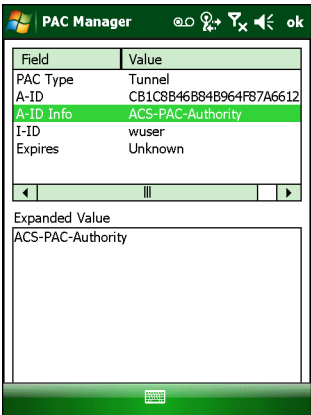 PAC Manager ok
Field Value
PAC Type Tunnel
A-ID CB1C8B46B84B964F87A6612
A-ID Info ACS-PAC-Authority
I-ID wuser
Expires Unknown
Expanded Value
ACS-PAC-Authority